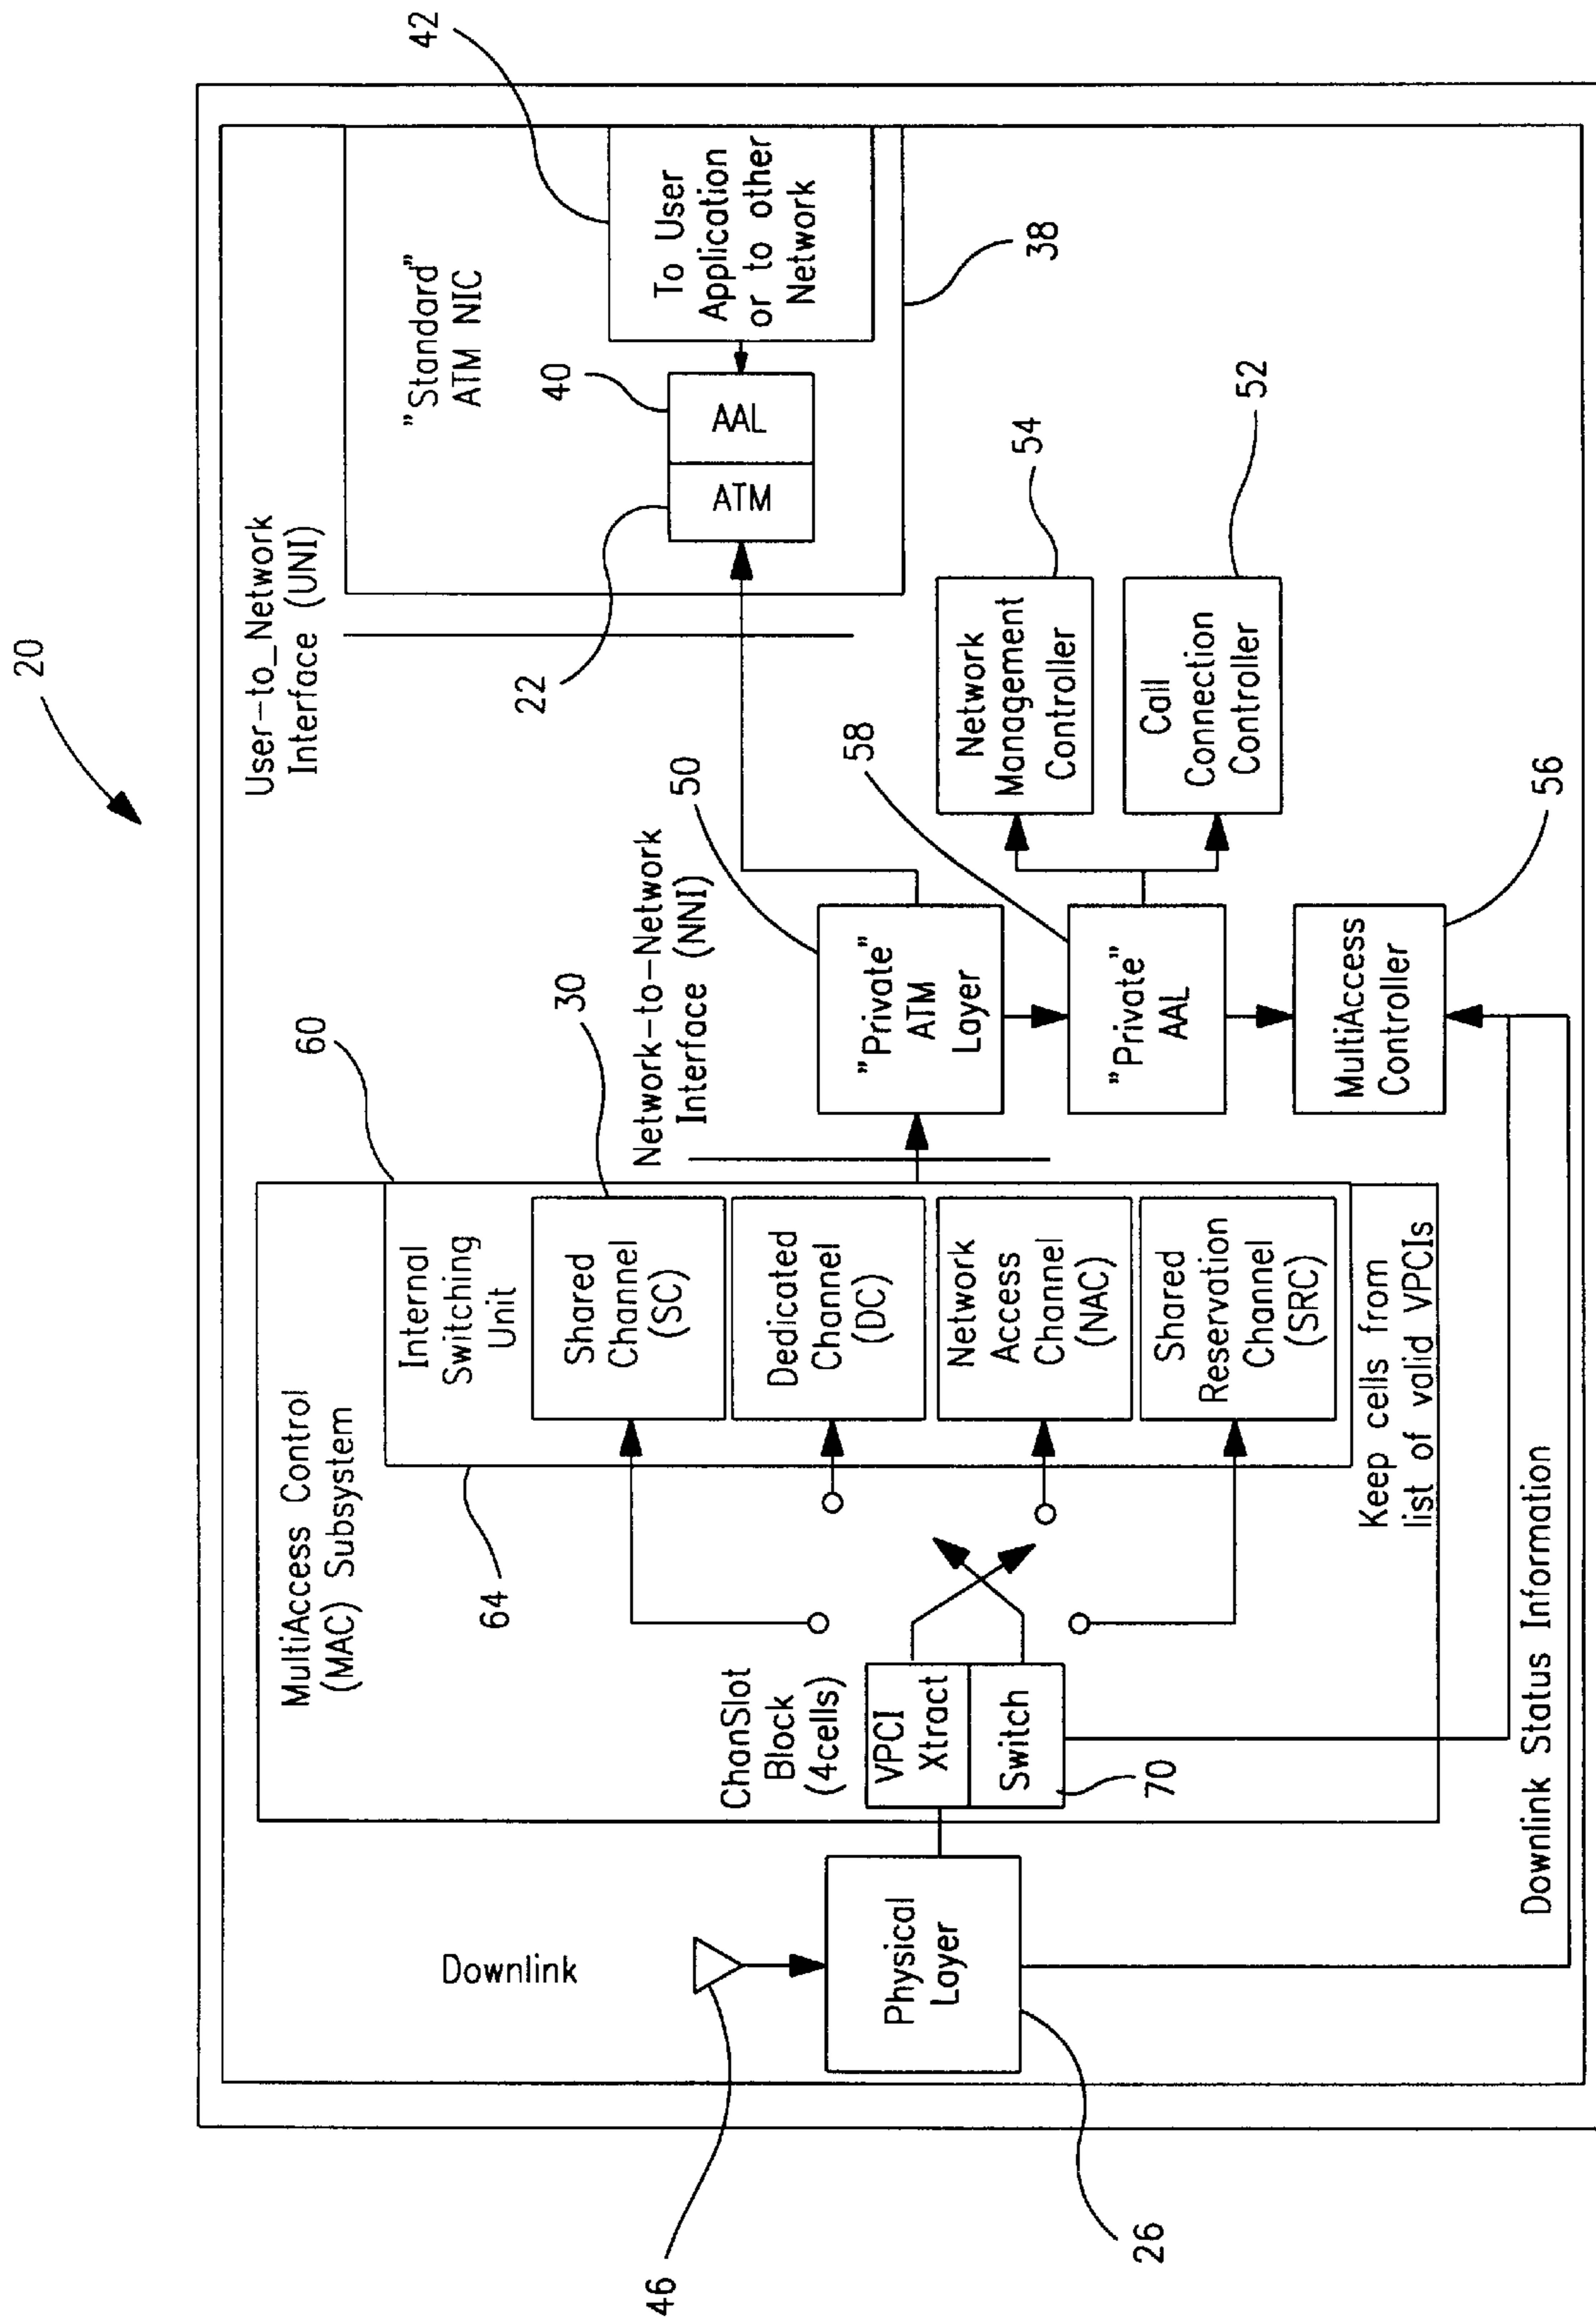 20
User-to_Network
Interface (UNI)
"Standard"
ATM NIC
42
To User
Application
or to other
Network
40
AAL
ATM
22
38
54
Network
Management
Controller
52
Call
Connection
Controller
Network-to-Network
Interface (NNI)
50
"Private"
ATM
Layer
58
"Private"
AAL
56
MultiAccess
Controller
60
MultiAccess Control
(MAC) Subsystem
Internal
Switching
Unit
30
Shared
Channel
(SC)
Dedicated
Channel
(DC)
Network
Access
Channel
(NAC)
Shared
Reservation
Channel
(SRC)
64
Keep cells from
list of valid VPCIs
ChanSlot
Block
(4cells)
VPCI
Xtract
Switch
70
Downlink
46
Physical
Layer
26
Downlink Status Information